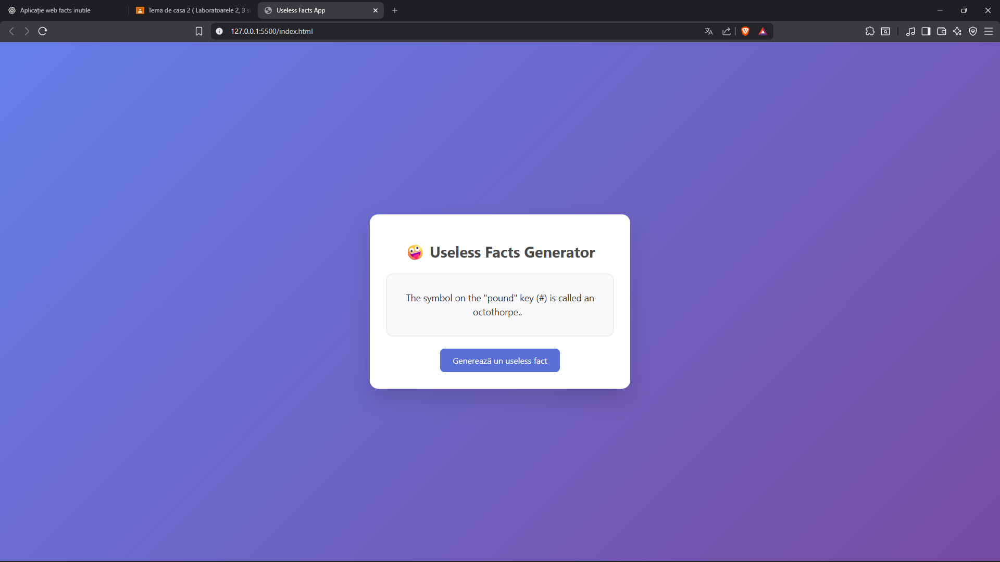 Aplicație web facts inutile
Tema de casa 2 ( Laboratoarele 2, 3 si
Useless Facts App
127.0.0.1:5500/index.html
🤪 Useless Facts Generator
The symbol on the "pound" key (#) is called an
octothorpe..
Generează un useless fact